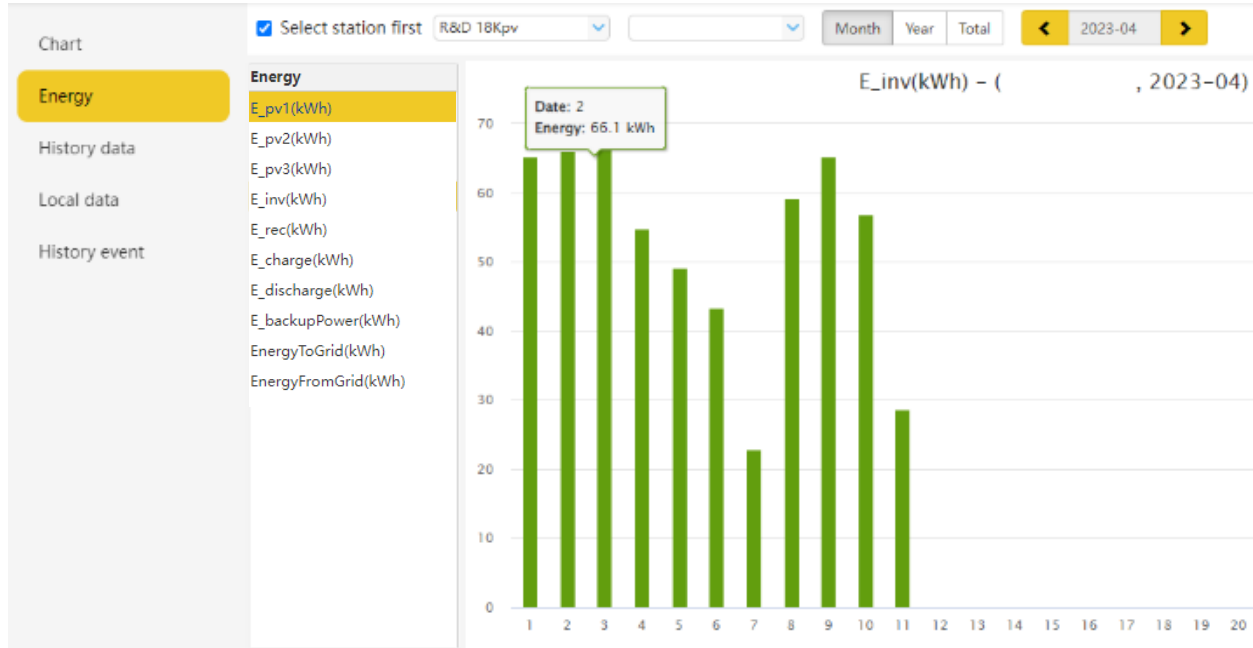 Select station first R&D 18Kpv Month Year Total 2023-04
Chart
Energy
History data
Local data
History event
Energy
E_pv1(kWh)
E_pv2(kWh)
E_pv3(kWh)
E_inv(kWh)
E_rec(kWh)
E_charge(kWh)
E_discharge(kWh)
E_backupPower(kWh)
EnergyToGrid(kWh)
EnergyFromGrid(kWh)
E_inv(kWh) - ( , 2023-04)
Date: 2
Energy: 66.1 kWh
70
60
50
40
30
20
10
0
1 2 3 4 5 6 7 8 9 10 11 12 13 14 15 16 17 18 19 20